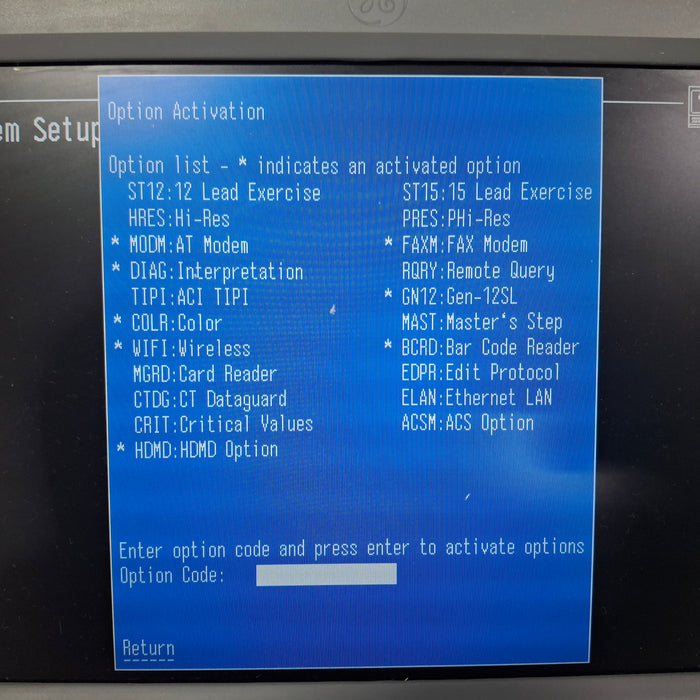 Option Activation
em Setup
Option list - * indicates an activated option
ST12:12 Lead Exercise ST15:15 Lead Exercise
HRES:Hi-Res PRES:PHi-Res
* MODM:AT Modem * FAXM:FAX Modem
* DIAG:Interpretation RQRY:Remote Query
TIPI:ACI TIPI * GN12:Gen-12SL
* COLR:Color MAST:Master's Step
* WIFI:Wireless * BCRD:Bar Code Reader
MGRD:Card Reader EDPR:Edit Protocol
CTDG:CT Dataguard ELAN:Ethernet LAN
CRIT:Critical Values ACSM:ACS Option
* HDMD:HDMD Option
Enter option code and press enter to activate options
Option Code:
Return